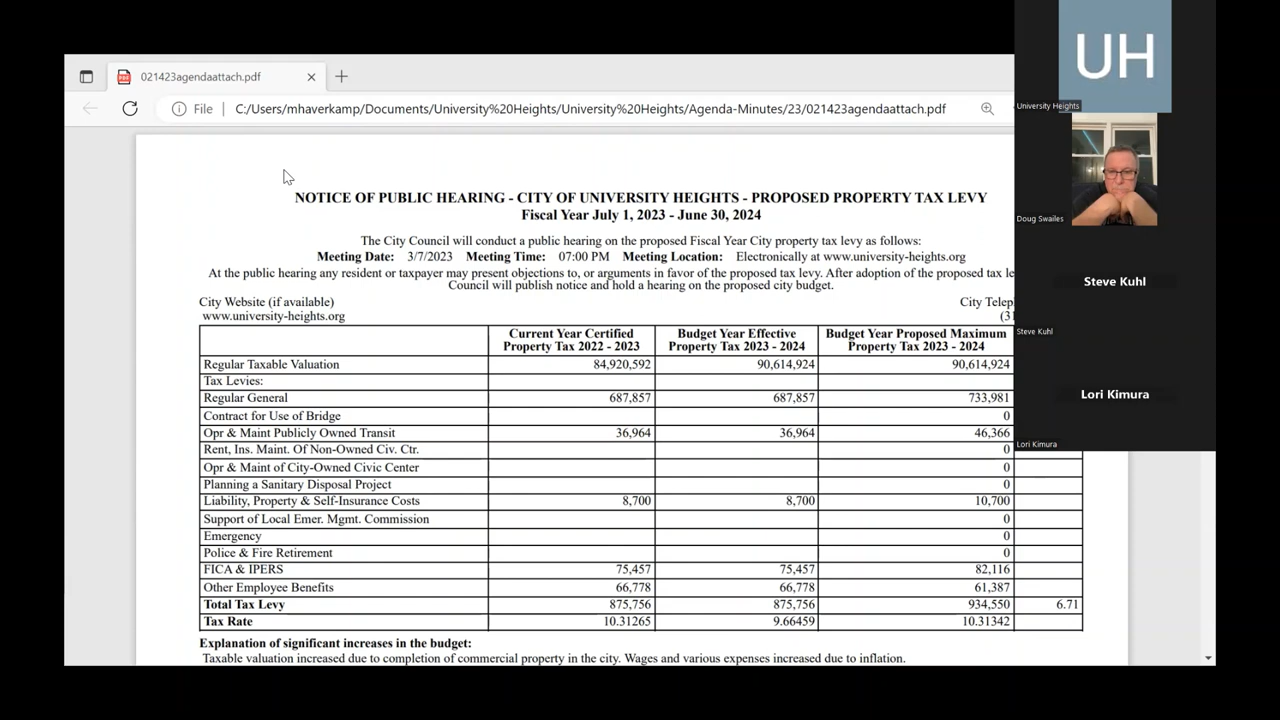 021423agendaattach.pdf
File
C:/Users/mhaverkamp/Documents/University%20Heights/University%20Heights/Agenda-Minutes/23/021423agendaattach.pdf
UH
University Heights
Doug Swailes
Steve Kuhl
Steve Kuhl
Lori Kimura
Lori Kimura
NOTICE OF PUBLIC HEARING - CITY OF UNIVERSITY HEIGHTS - PROPOSED PROPERTY TAX LEVY
Fiscal Year July 1, 2023 - June 30, 2024
The City Council will conduct a public hearing on the proposed Fiscal Year City property tax levy as follows:
Meeting Date: 3/7/2023 Meeting Time: 07:00 PM Meeting Location: Electronically at www.university-heights.org
At the public hearing any resident or taxpayer may present objections to, or arguments in favor of the proposed tax levy. After adoption of the proposed tax le
Council will publish notice and hold a hearing on the proposed city budget.
City Website (if available) City Telep
www.university-heights.org (31
Current Year Certified Budget Year Effective Budget Year Proposed Maximum
Property Tax 2022 - 2023 Property Tax 2023 - 2024 Property Tax 2023 - 2024
Regular Taxable Valuation 84,920,592 90,614,924 90,614,924
Tax Levies:
Regular General 687,857 687,857 733,981
Contract for Use of Bridge 0
Opr & Maint Publicly Owned Transit 36,964 36,964 46,366
Rent, Ins. Maint. Of Non-Owned Civ. Ctr. 0
Opr & Maint of City-Owned Civic Center 0
Planning a Sanitary Disposal Project 0
Liability, Property & Self-Insurance Costs 8,700 8,700 10,700
Support of Local Emer. Mgmt. Commission 0
Emergency 0
Police & Fire Retirement 0
FICA & IPERS 75,457 75,457 82,116
Other Employee Benefits 66,778 66,778 61,387
Total Tax Levy 875,756 875,756 934,550 6.71
Tax Rate 10.31265 9.66459 10.31342
Explanation of significant increases in the budget:
Taxable valuation increased due to completion of commercial property in the city. Wages and various expenses increased due to inflation.